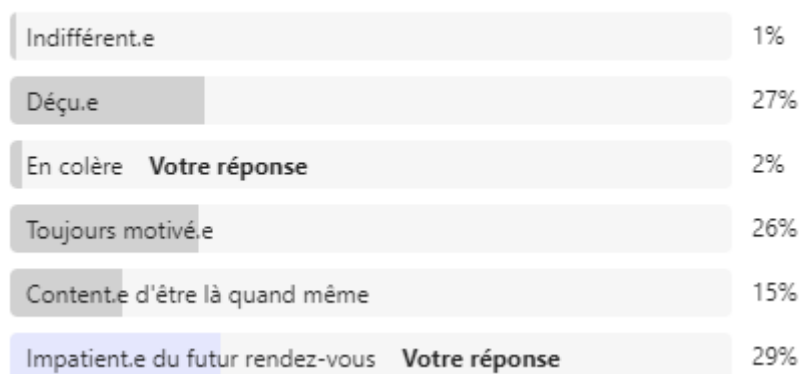 Indifférent.e 1%
Déçu.e 27%
En colère Votre réponse 2%
Toujours motivé.e 26%
Content.e d'être là quand même 15%
Impatient.e du futur rendez-vous Votre réponse 29%